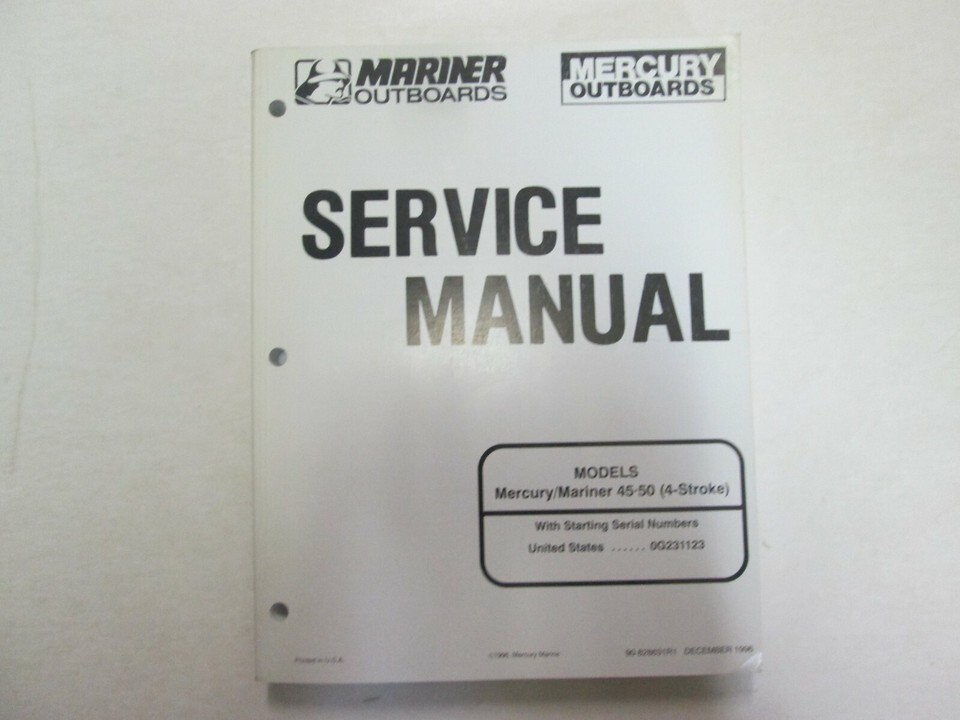 MARINER
OUTBOARDS
MERCURY
OUTBOARDS
SERVICE
MANUAL
MODELS
Mercury/Mariner 45-50 (4-Stroke)
With Starting Serial Numbers
United States ...... 0G231123
Printed in U.S.A.
©1996, Mercury Marine
DECEMBER 1996